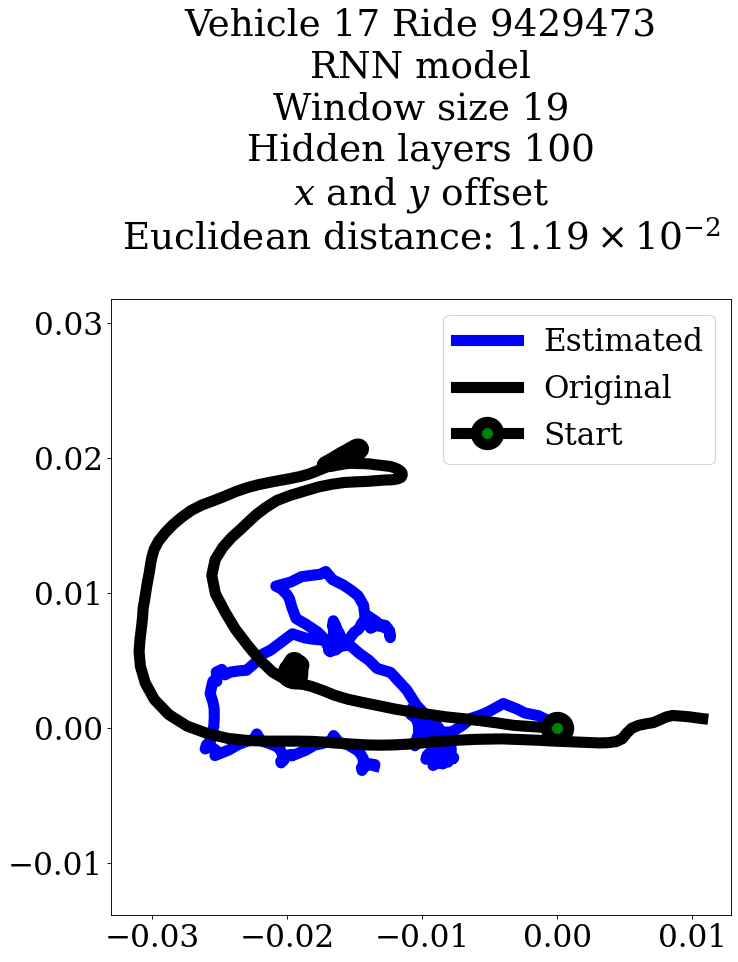 Vehicle 17 Ride 9429473
RNN model
Window size 19
Hidden layers 100
x and y offset
Euclidean distance: 1.19 × 10⁻²
Estimated
Original
Start
0.03
0.02
0.01
0.00
−0.01
−0.03
−0.02
−0.01
0.00
0.01